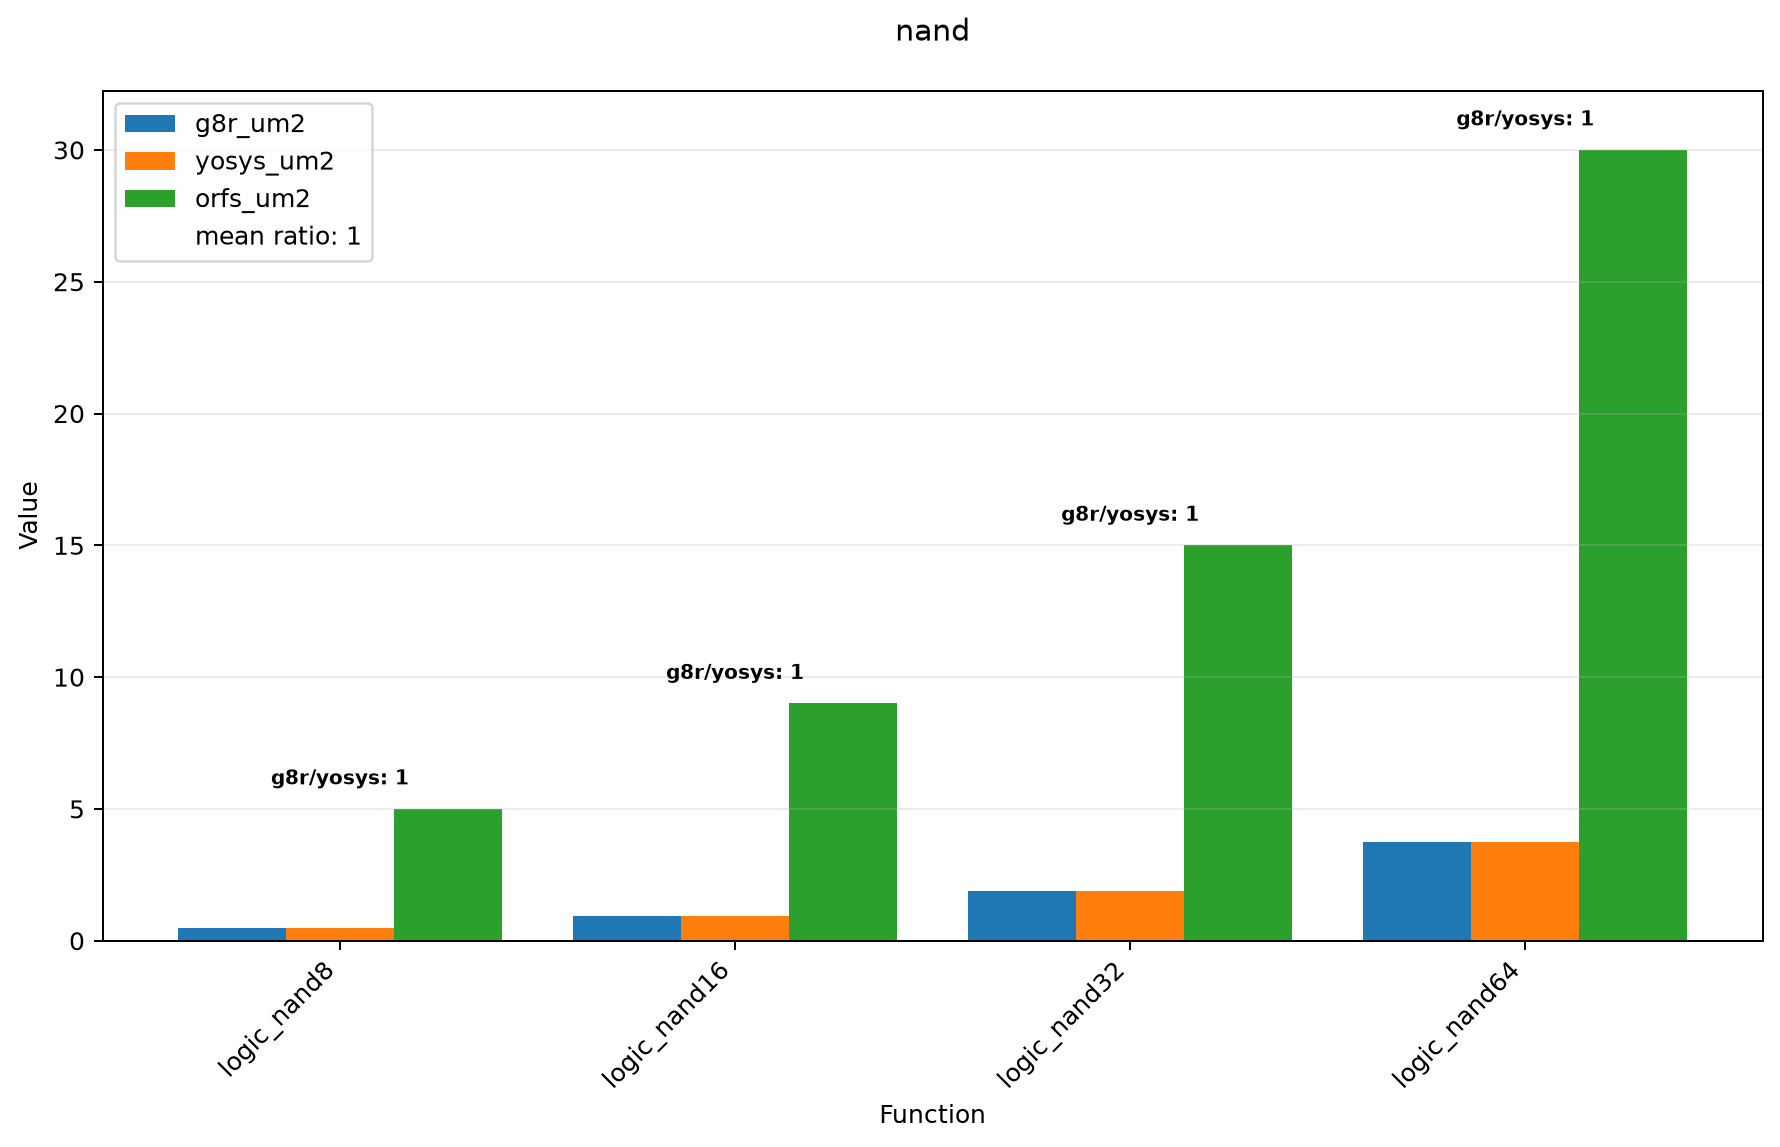 nand
g8r_um2
yosys_um2
orfs_um2
mean ratio: 1
g8r/yosys: 1
g8r/yosys: 1
g8r/yosys: 1
g8r/yosys: 1
Value
30
25
20
15
10
5
0
logic_nand8
logic_nand16
logic_nand32
logic_nand64
Function